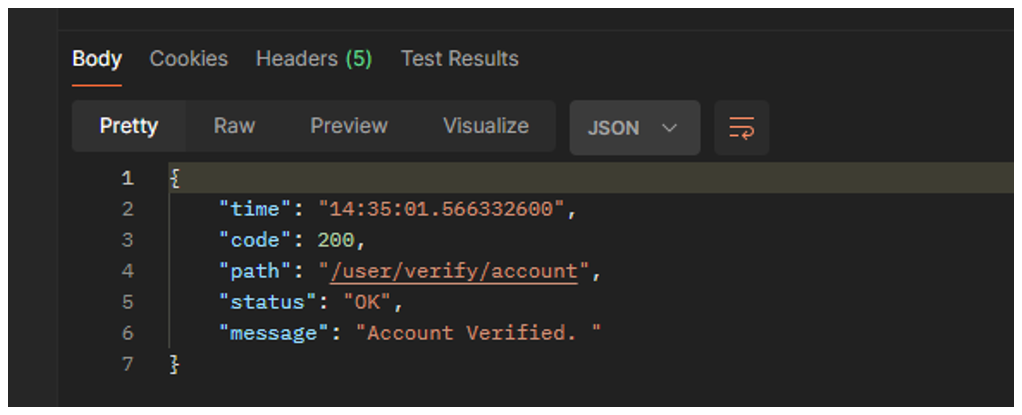 Body Cookies Headers (5) Test Results
Pretty Raw Preview Visualize JSON
1 {
2 "time": "14:35:01.566332600",
3 "code": 200,
4 "path": "/user/verify/account",
5 "status": "OK",
6 "message": "Account Verified. "
7 }